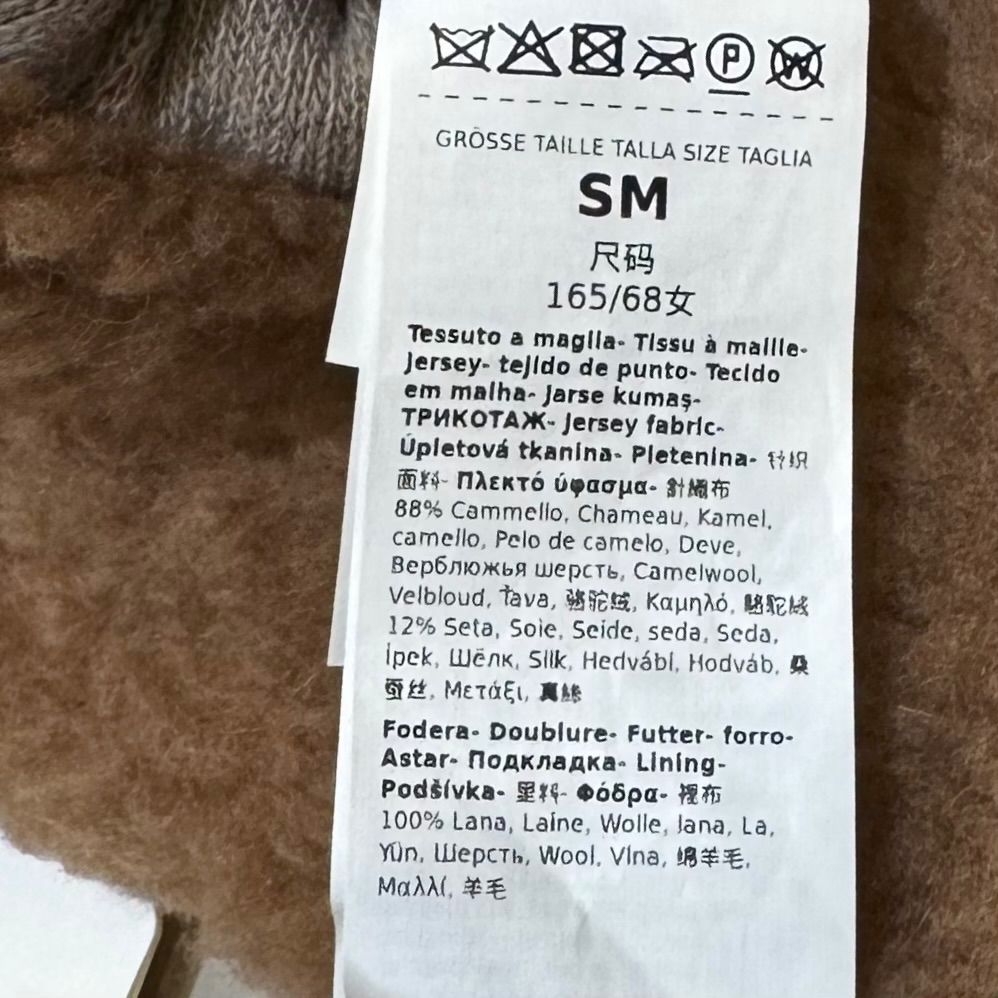 GRÖSSE TAILLE TALLA SIZE TAGLIA
SM
尺码
165/68女
Tessuto a maglia- Tissu à maille-
Jersey- tejido de punto- Tecido
em malha- Jarse kumaş-
ТРИКОТАЖ- Jersey fabric-
Úpletová tkanina- Pletenina- 针织
面料- Πλεκτό ύφασμα- 針織布
88% Cammello, Chameau, Kamel,
camello, Pelo de camelo, Deve,
Верблюжья шерсть, Camelwool,
Velbloud, Ťava, 骆驼绒, Καμηλό, 駱駝絨
12% Seta, Soie, Seide, seda, Seda,
İpek, Шёлк, Silk, Hedvábí, Hodváb, 桑
蚕丝, Μετάξι, 真絲
Fodera- Doublure- Futter- forro-
Astar- Подкладка- Lining-
Podšívka- 里料- Φόδρα- 裡布
100% Lana, Laine, Wolle, lana, La,
Yün, Шерсть, Wool, Vlna, 绵羊毛,
Μαλλί, 羊毛